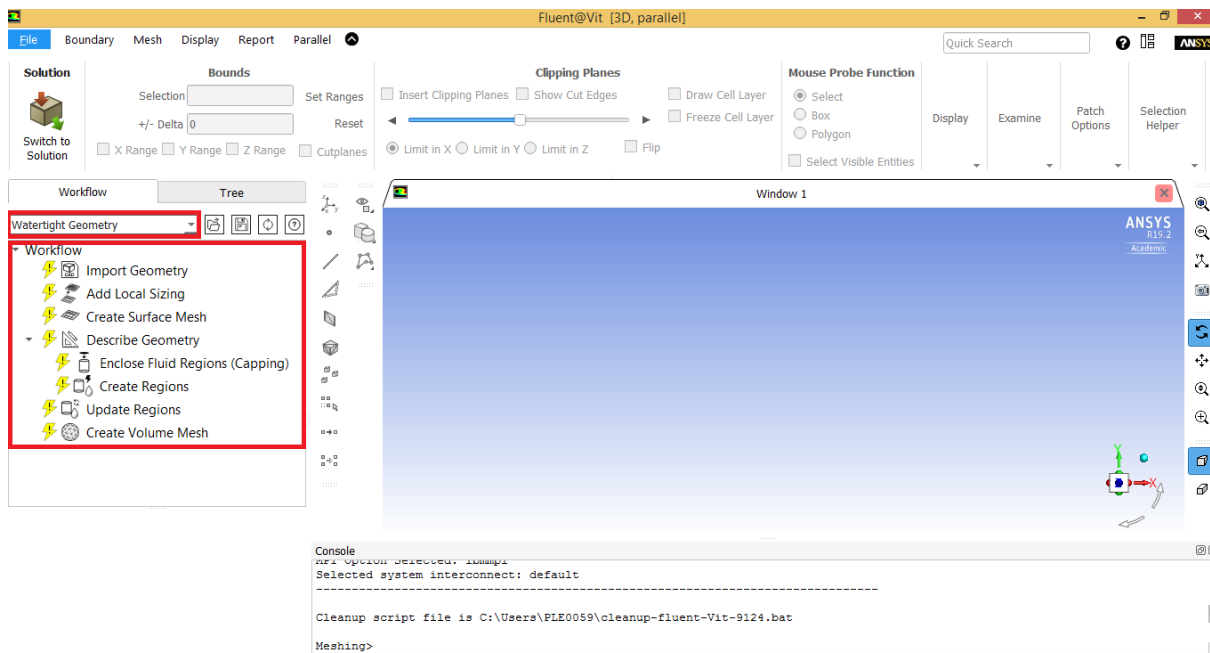 Fluent@Vit [3D, parallel]
File Boundary Mesh Display Report Parallel
Quick Search
ANSYS
Solution Bounds Clipping Planes Mouse Probe Function
Selection Set Ranges Insert Clipping Planes Show Cut Edges Draw Cell Layer Select
+/- Delta 0 Reset Freeze Cell Layer Box Display Examine Patch Options Selection Helper
Switch to Solution Polygon
X Range Y Range Z Range Cutplanes Limit in X Limit in Y Limit in Z Flip Select Visible Entities
Workflow Tree
Watertight Geometry
Workflow
Import Geometry
Add Local Sizing
Create Surface Mesh
Describe Geometry
Enclose Fluid Regions (Capping)
Create Regions
Update Regions
Create Volume Mesh
Window 1
ANSYS
R19.2
Academic
Y
X
Console
MPI Option Selected: ibmmpi
Selected system interconnect: default
Cleanup script file is C:\Users\PLE0059\cleanup-fluent-Vit-9124.bat
Meshing>